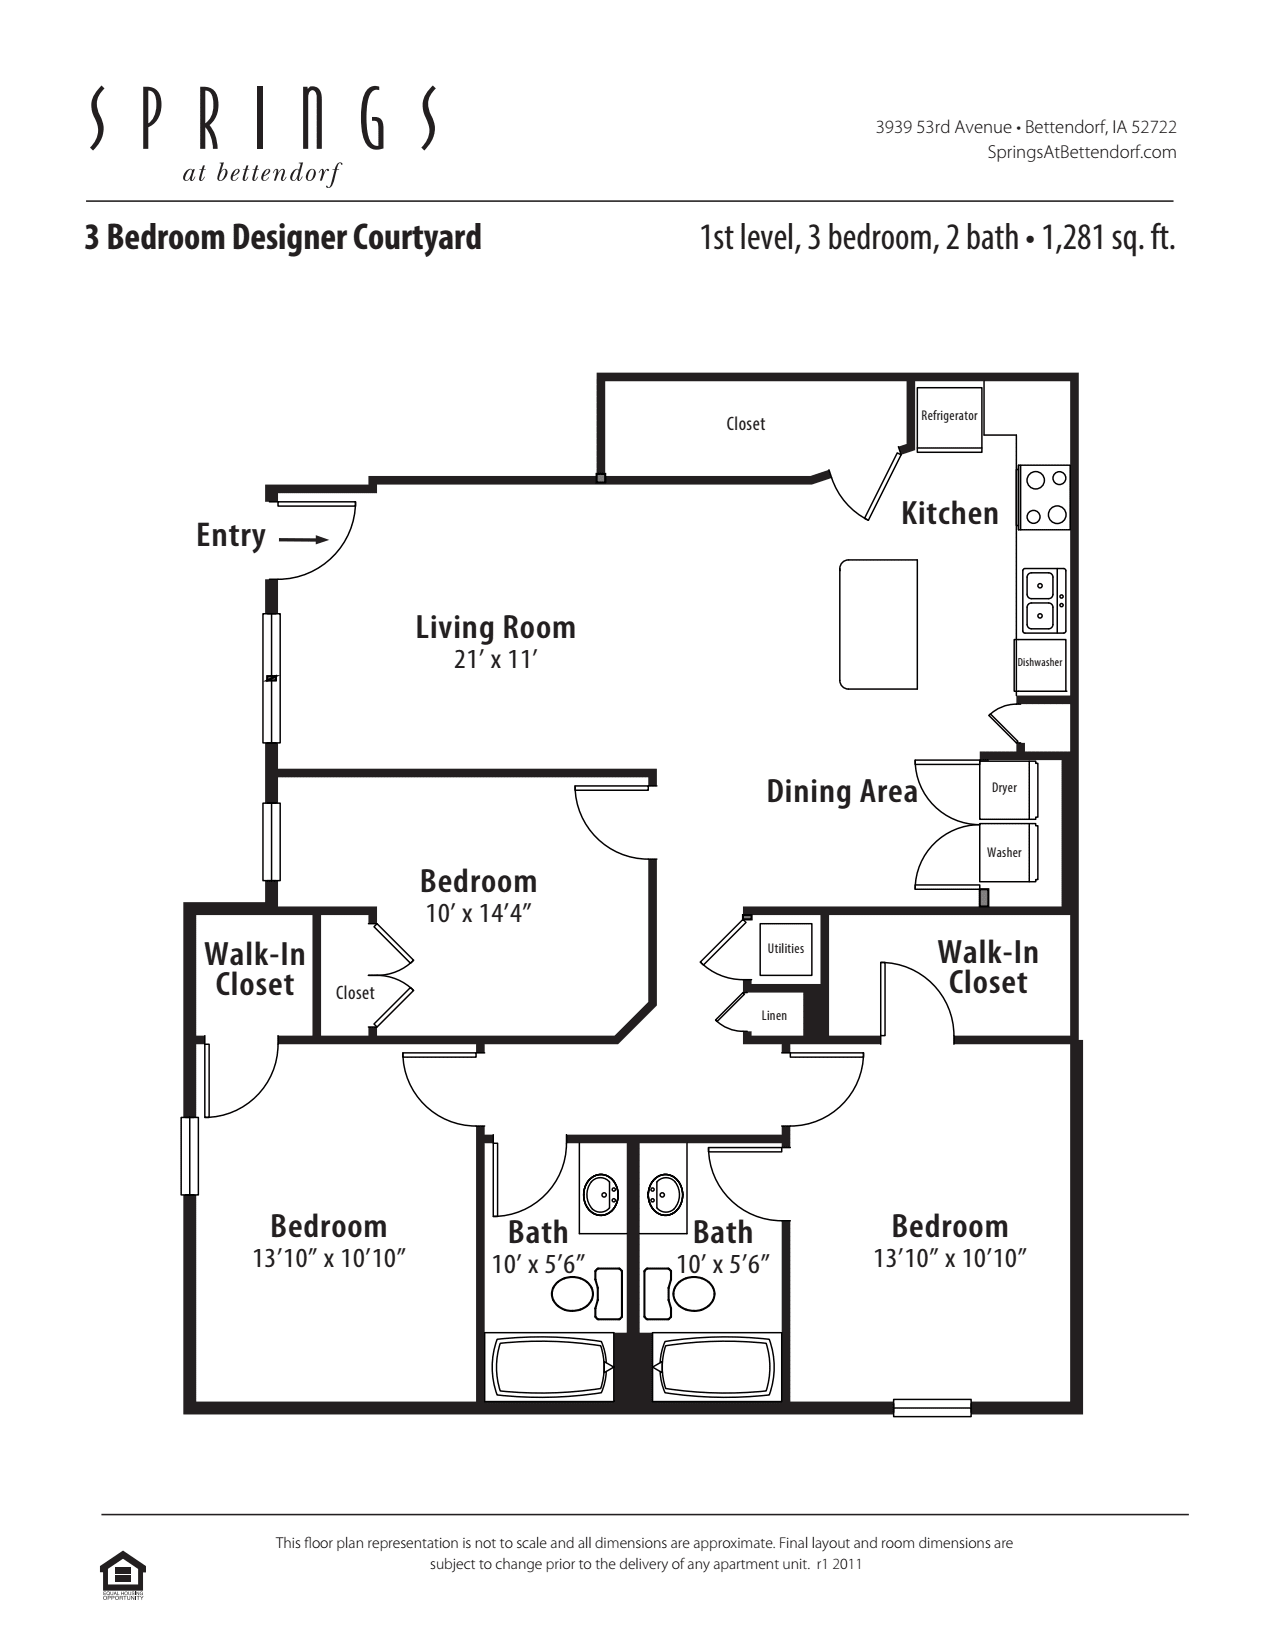 SPRINGS
at bettendorf
3939 53rd Avenue • Bettendorf, IA 52722
SpringsAtBettendorf.com
3 Bedroom Designer Courtyard
1st level, 3 bedroom, 2 bath • 1,281 sq. ft.
Closet
Refrigerator
Kitchen
Entry
Living Room
21’ x 11’
Dishwasher
Dining Area
Dryer
Washer
Bedroom
10’ x 14’4”
Walk-In
Closet
Closet
Utilities
Linen
Walk-In
Closet
Bedroom
13’10” x 10’10”
Bath
10’ x 5’6”
Bath
10’ x 5’6”
Bedroom
13’10” x 10’10”
This floor plan representation is not to scale and all dimensions are approximate. Final layout and room dimensions are
subject to change prior to the delivery of any apartment unit.  r1 2011
EQUAL HOUSING
OPPORTUNITY